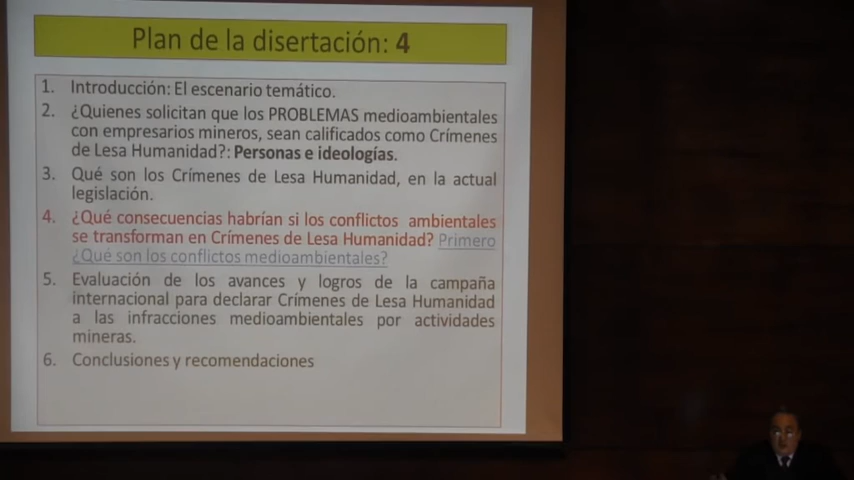 Plan de la disertación: 4
1. Introducción: El escenario temático.
2. ¿Quienes solicitan que los PROBLEMAS medioambientales
con empresarios mineros, sean calificados como Crímenes
de Lesa Humanidad?: Personas e ideologías.
3. Qué son los Crímenes de Lesa Humanidad, en la actual
legislación.
4. ¿Qué consecuencias habrían si los conflictos ambientales
se transforman en Crímenes de Lesa Humanidad? Primero
¿Qué son los conflictos medioambientales?
5. Evaluación de los avances y logros de la campaña
internacional para declarar Crímenes de Lesa Humanidad
a las infracciones medioambientales por actividades
mineras.
6. Conclusiones y recomendaciones